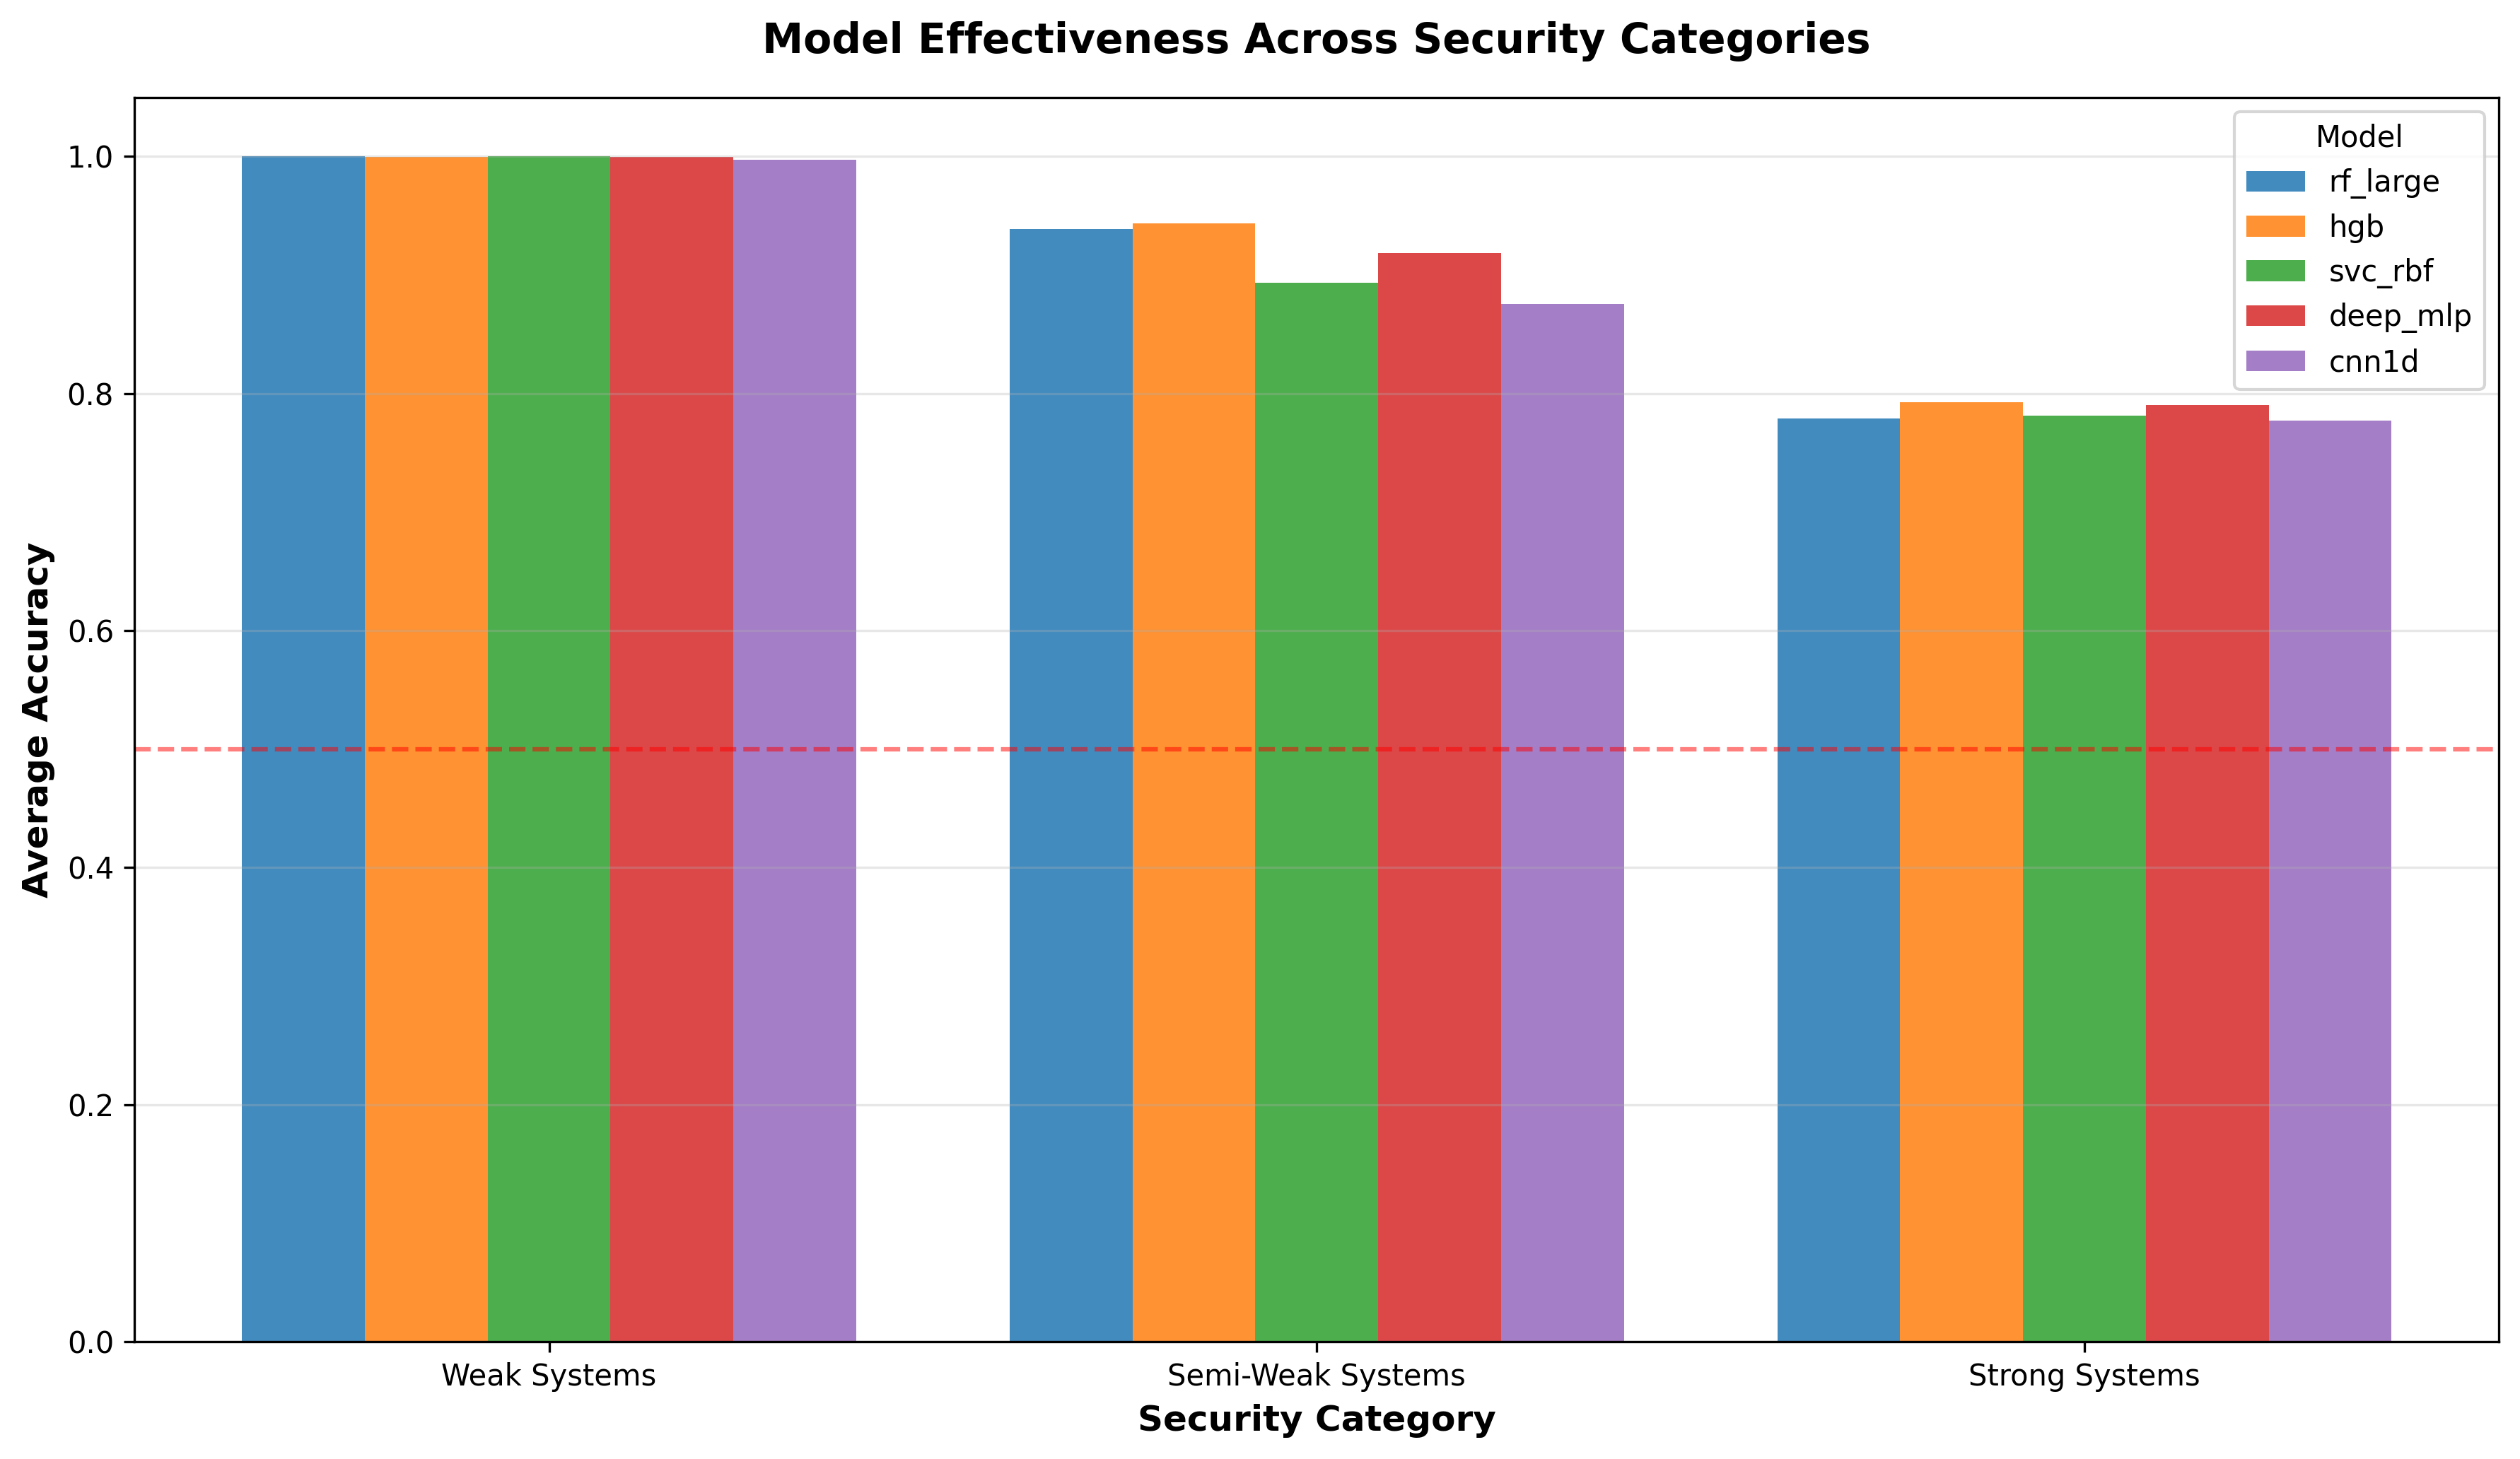 Model Effectiveness Across Security Categories
Model
rf_large
hgb
svc_rbf
deep_mlp
cnn1d
Average Accuracy
1.0
0.8
0.6
0.4
0.2
0.0
Weak Systems
Semi-Weak Systems
Strong Systems
Security Category